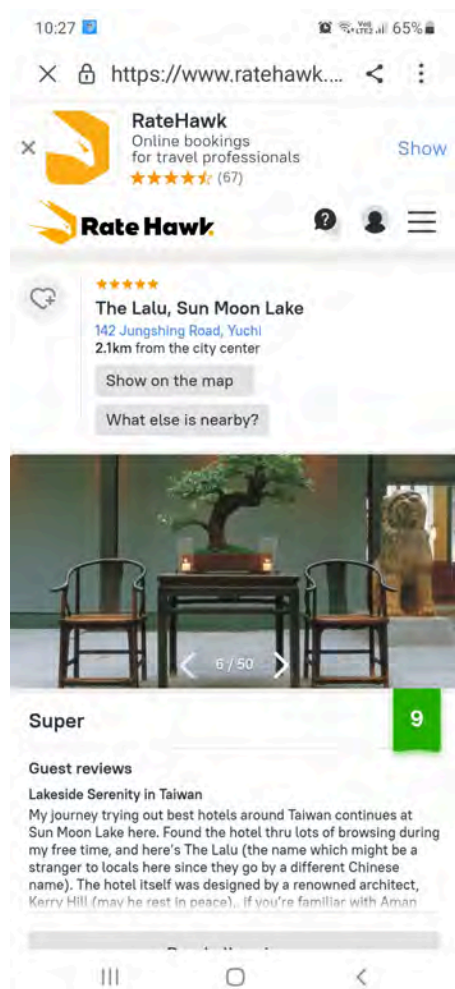 10:27
65%
https://www.ratehawk....
RateHawk
Online bookings
for travel professionals
(67)
Show
Rate Hawk.
The Lalu, Sun Moon Lake
142 Jungshing Road, Yuchi
2.1km from the city center
Show on the map
What else is nearby?
6 / 50
Super
9
Guest reviews
Lakeside Serenity in Taiwan
My journey trying out best hotels around Taiwan continues at
Sun Moon Lake here. Found the hotel thru lots of browsing during
my free time, and here's The Lalu (the name which might be a
stranger to locals here since they go by a different Chinese
name). The hotel itself was designed by a renowned architect,
Kerry Hill (may he rest in peace).. If you're familiar with Aman